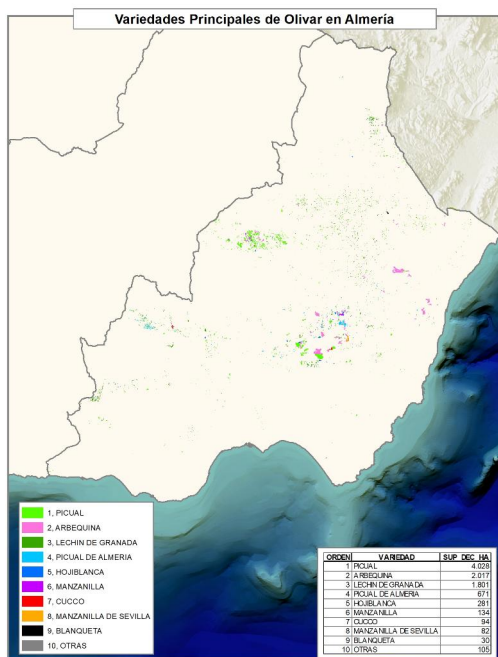 Variedades Principales de Olivar en Almería
1, PICUAL
2, ARBEQUINA
3, LECHIN DE GRANADA
4, PICUAL DE ALMERIA
5, HOJIBLANCA
6, MANZANILLA
7, CUCCO
8, MANZANILLA DE SEVILLA
9, BLANQUETA
10, OTRAS
ORDEN VARIEDAD SUP_DEC_HA
1 PICUAL 4.028
2 ARBEQUINA 2.017
3 LECHIN DE GRANADA 1.801
4 PICUAL DE ALMERIA 671
5 HOJIBLANCA 281
6 MANZANILLA 134
7 CUCCO 94
8 MANZANILLA DE SEVILLA 82
9 BLANQUETA 30
10 OTRAS 105